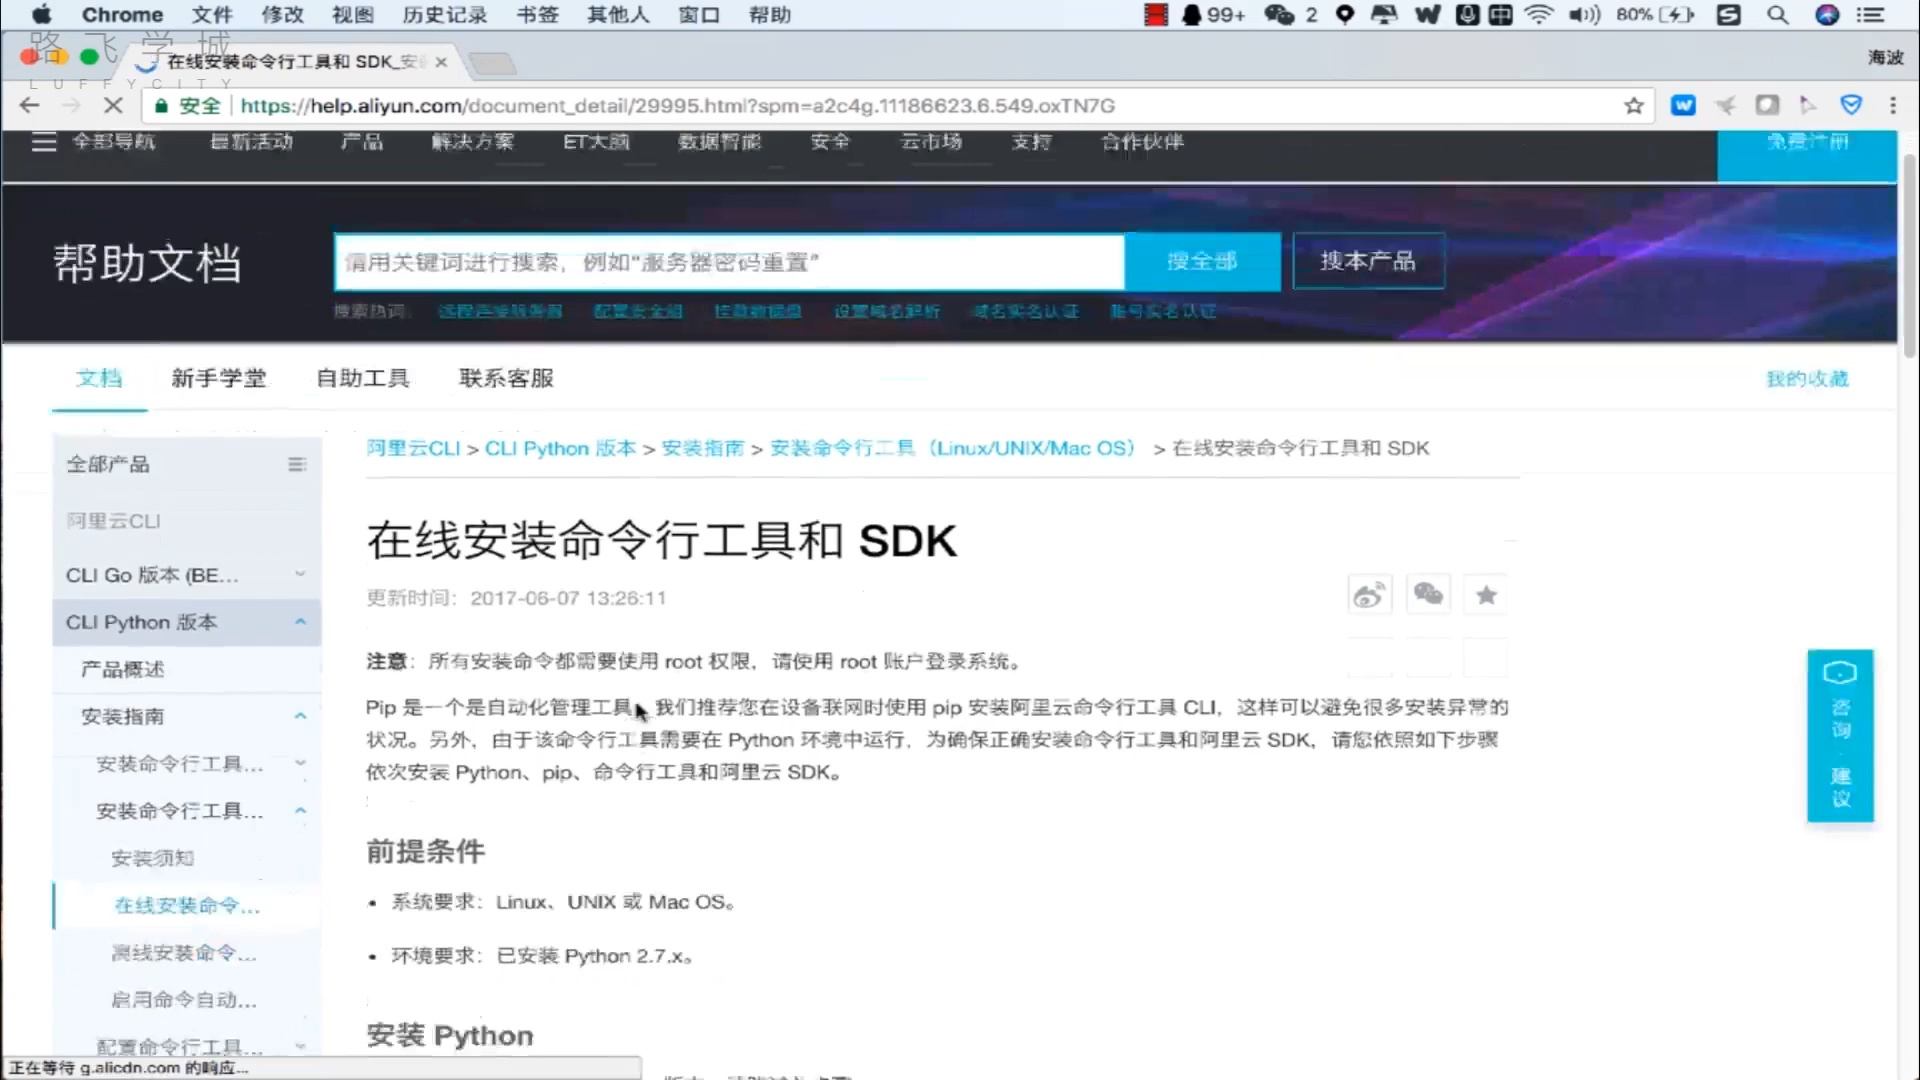 Chrome 文件 修改 视图 历史记录 书签 其他人 窗口 帮助 99+ 2 80%
路飞学城
LUFFYCITY
在线安装命令行工具和 SDK_安 海波
安全 https://help.aliyun.com/document_detail/29995.html?spm=a2c4g.11186623.6.549.oxTN7G
全部导航 最新活动 产品 解决方案 ET大脑 数据智能 安全 云市场 支持 合作伙伴 免费注册
帮助文档 请用关键词进行搜索，例如“服务器密码重置” 搜全部 搜本产品
搜索热词： 远程连接服务器 配置安全组 挂载数据盘 设置域名解析 域名实名认证 账号实名认证
文档 新手学堂 自助工具 联系客服 我的收藏
阿里云CLI > CLI Python 版本 > 安装指南 > 安装命令行工具（Linux/UNIX/Mac OS） > 在线安装命令行工具和 SDK
全部产品
阿里云CLI
CLI Go 版本 (BE...
CLI Python 版本
产品概述
安装指南
安装命令行工具...
安装命令行工具...
安装须知
在线安装命令...
离线安装命令...
启用命令自动...
配置命令行工具...
在线安装命令行工具和 SDK
更新时间：2017-06-07 13:26:11
注意：所有安装命令都需要使用 root 权限，请使用 root 账户登录系统。
Pip 是一个是自动化管理工具，我们推荐您在设备联网时使用 pip 安装阿里云命令行工具 CLI，这样可以避免很多安装异常的
状况。另外，由于该命令行工具需要在 Python 环境中运行，为确保正确安装命令行工具和阿里云 SDK，请您依照如下步骤
依次安装 Python、pip、命令行工具和阿里云 SDK。
前提条件
• 系统要求：Linux、UNIX 或 Mac OS。
• 环境要求：已安装 Python 2.7.x。
安装 Python
咨询·建议
正在等待 g.alicdn.com 的响应...